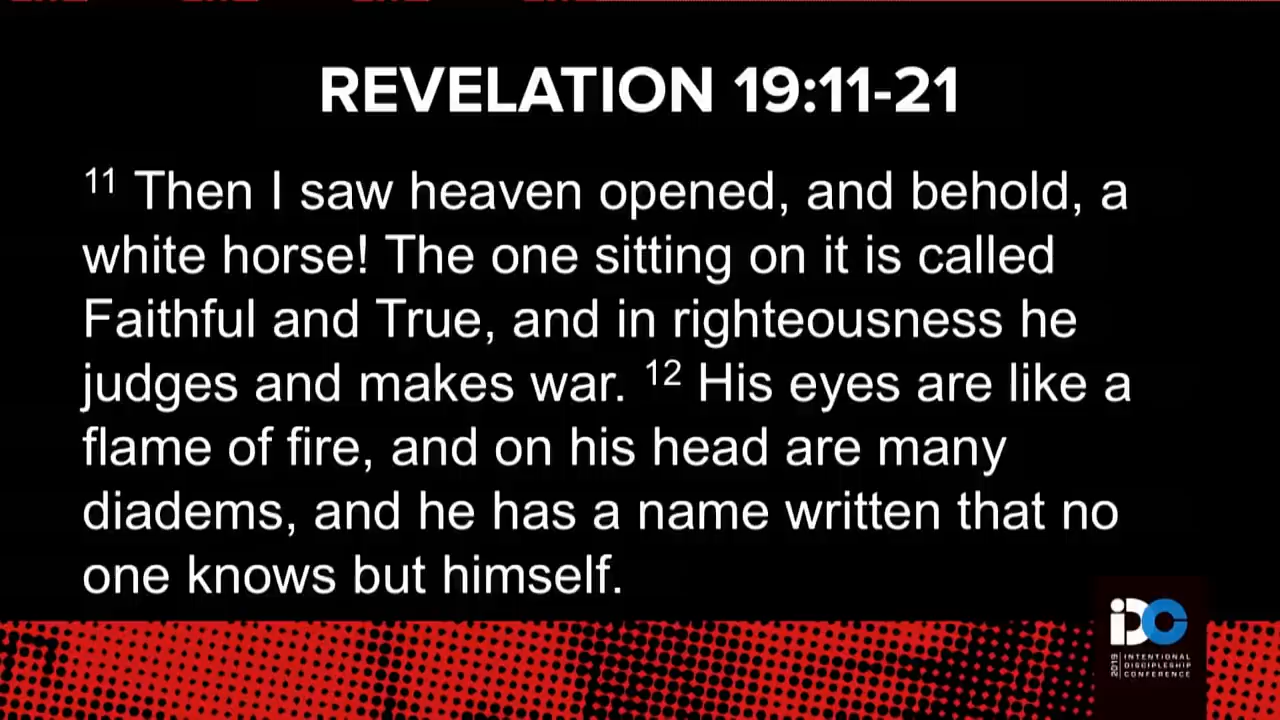 REVELATION 19:11-21
11 Then I saw heaven opened, and behold, a
white horse! The one sitting on it is called
Faithful and True, and in righteousness he
judges and makes war. 12 His eyes are like a
flame of fire, and on his head are many
diadems, and he has a name written that no
one knows but himself.
iDC
2019
INTENTIONAL
DISCIPLESHIP
CONFERENCE